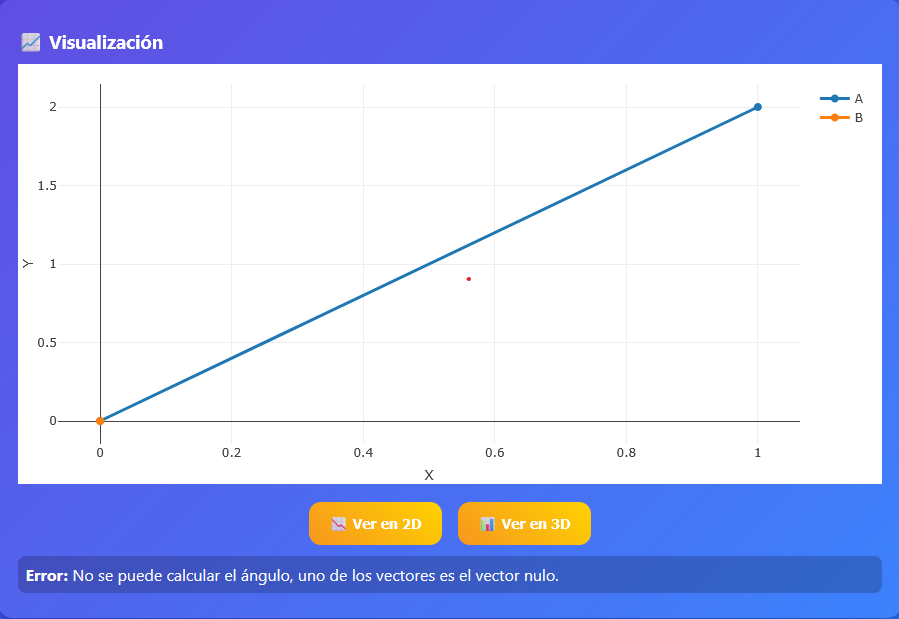 Visualización
2
1.5
1
0.5
0
Y
0
0.2
0.4
0.6
0.8
1
X
A
B
Ver en 2D
Ver en 3D
Error: No se puede calcular el ángulo, uno de los vectores es el vector nulo.